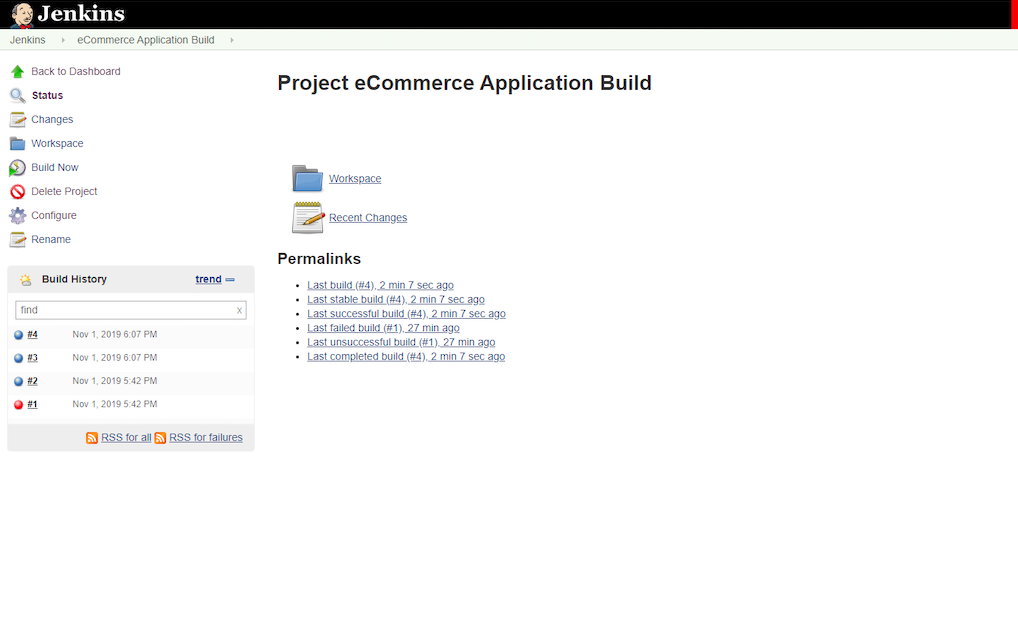 Jenkins
Jenkins eCommerce Application Build
Back to Dashboard
Status
Changes
Workspace
Build Now
Delete Project
Configure
Rename
Build History trend
find x
#4 Nov 1, 2019 6:07 PM
#3 Nov 1, 2019 6:07 PM
#2 Nov 1, 2019 5:42 PM
#1 Nov 1, 2019 5:42 PM
RSS for all RSS for failures
Project eCommerce Application Build
Workspace
Recent Changes
Permalinks
Last build (#4), 2 min 7 sec ago
Last stable build (#4), 2 min 7 sec ago
Last successful build (#4), 2 min 7 sec ago
Last failed build (#1), 27 min ago
Last unsuccessful build (#1), 27 min ago
Last completed build (#4), 2 min 7 sec ago